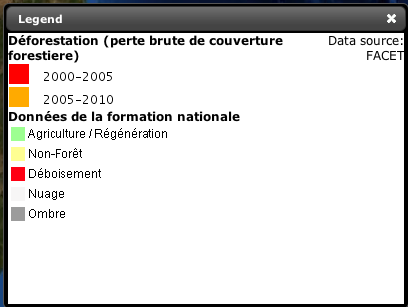 Legend
Déforestation (perte brute de couverture forestiere)
Data source: FACET
2000-2005
2005-2010
Données de la formation nationale
Agriculture / Régénération
Non-Forêt
Déboisement
Nuage
Ombre